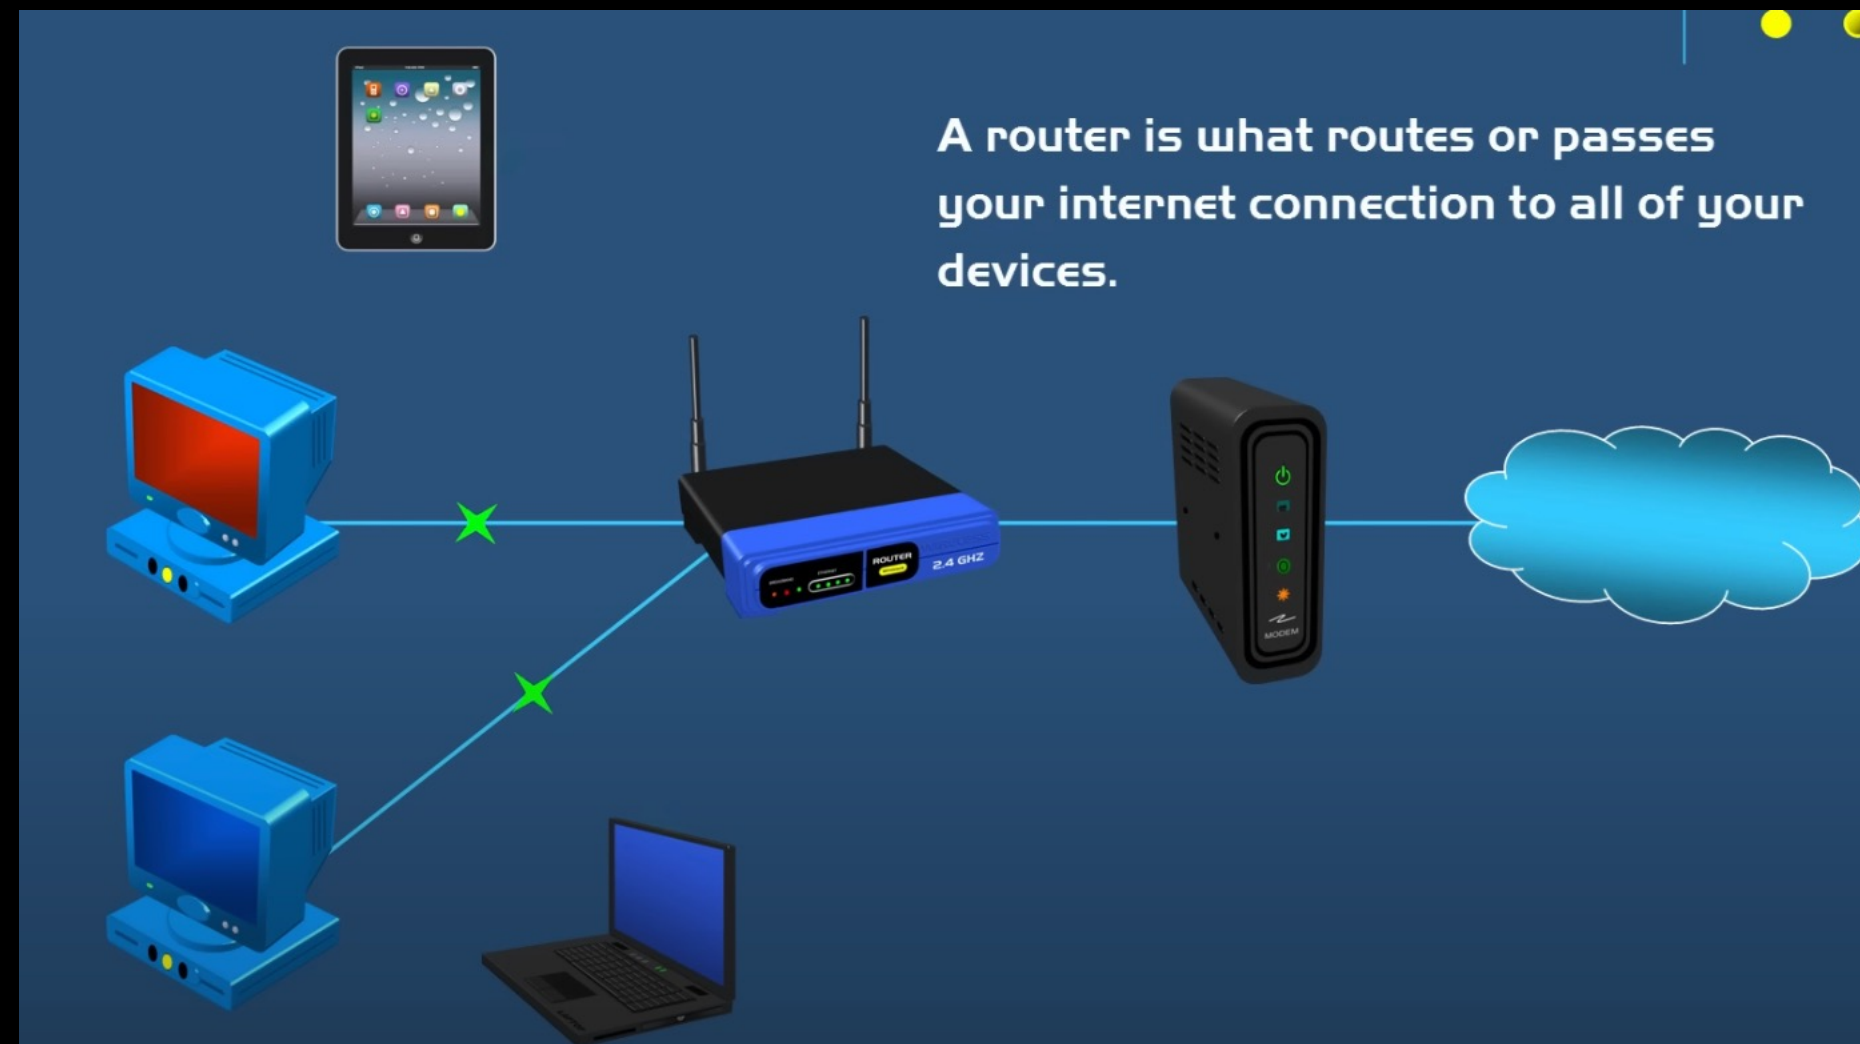 A router is what routes or passes
your internet connection to all of your
devices.
ETHERNET
ROUTER
2.4 GHZ
MODEM